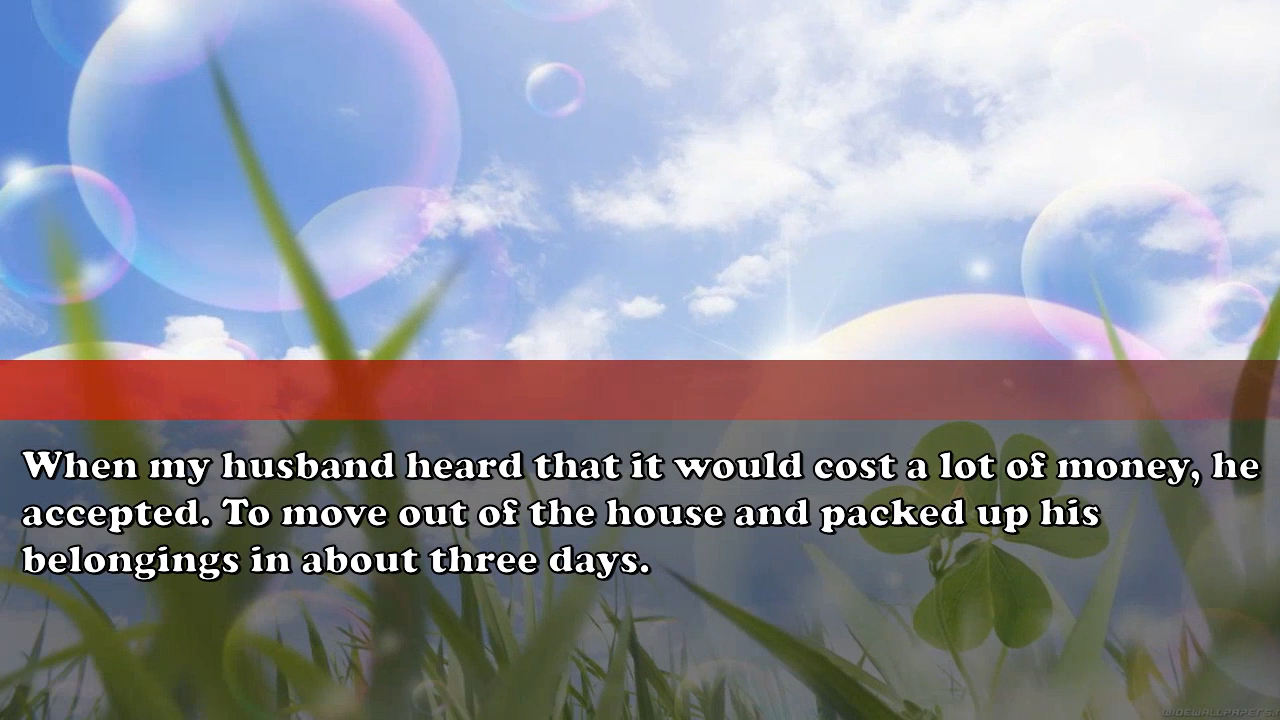 When my husband heard that it would cost a lot of money, he
accepted. To move out of the house and packed up his
belongings in about three days.
WIDEWALLPAPERS.